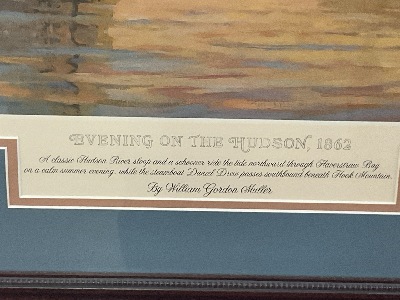 EVENING ON THE HUDSON, 1862
A classic Hudson River sloop and a schooner ride the tide northward through Haverstraw Bay
on a calm summer evening, while the steamboat Daniel Drew passes southbound beneath Hook Mountain.
By William Gordon Muller